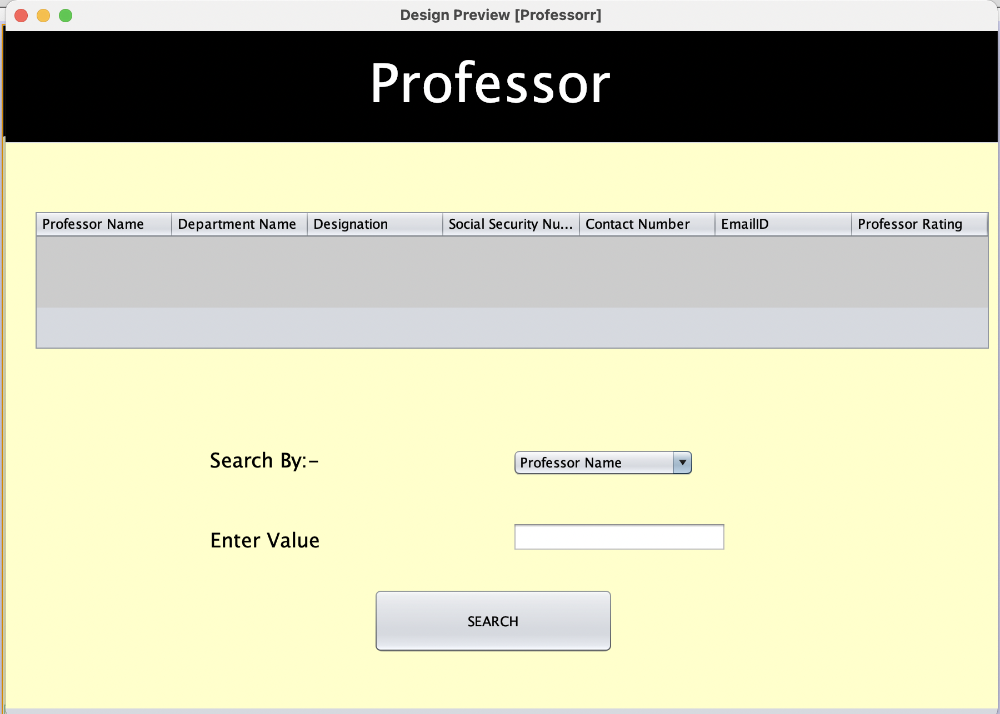 Design Preview [Professorr]
Professor
Professor Name Department Name Designation Social Security Nu... Contact Number EmailID Professor Rating
Search By:-
Professor Name
Enter Value
SEARCH